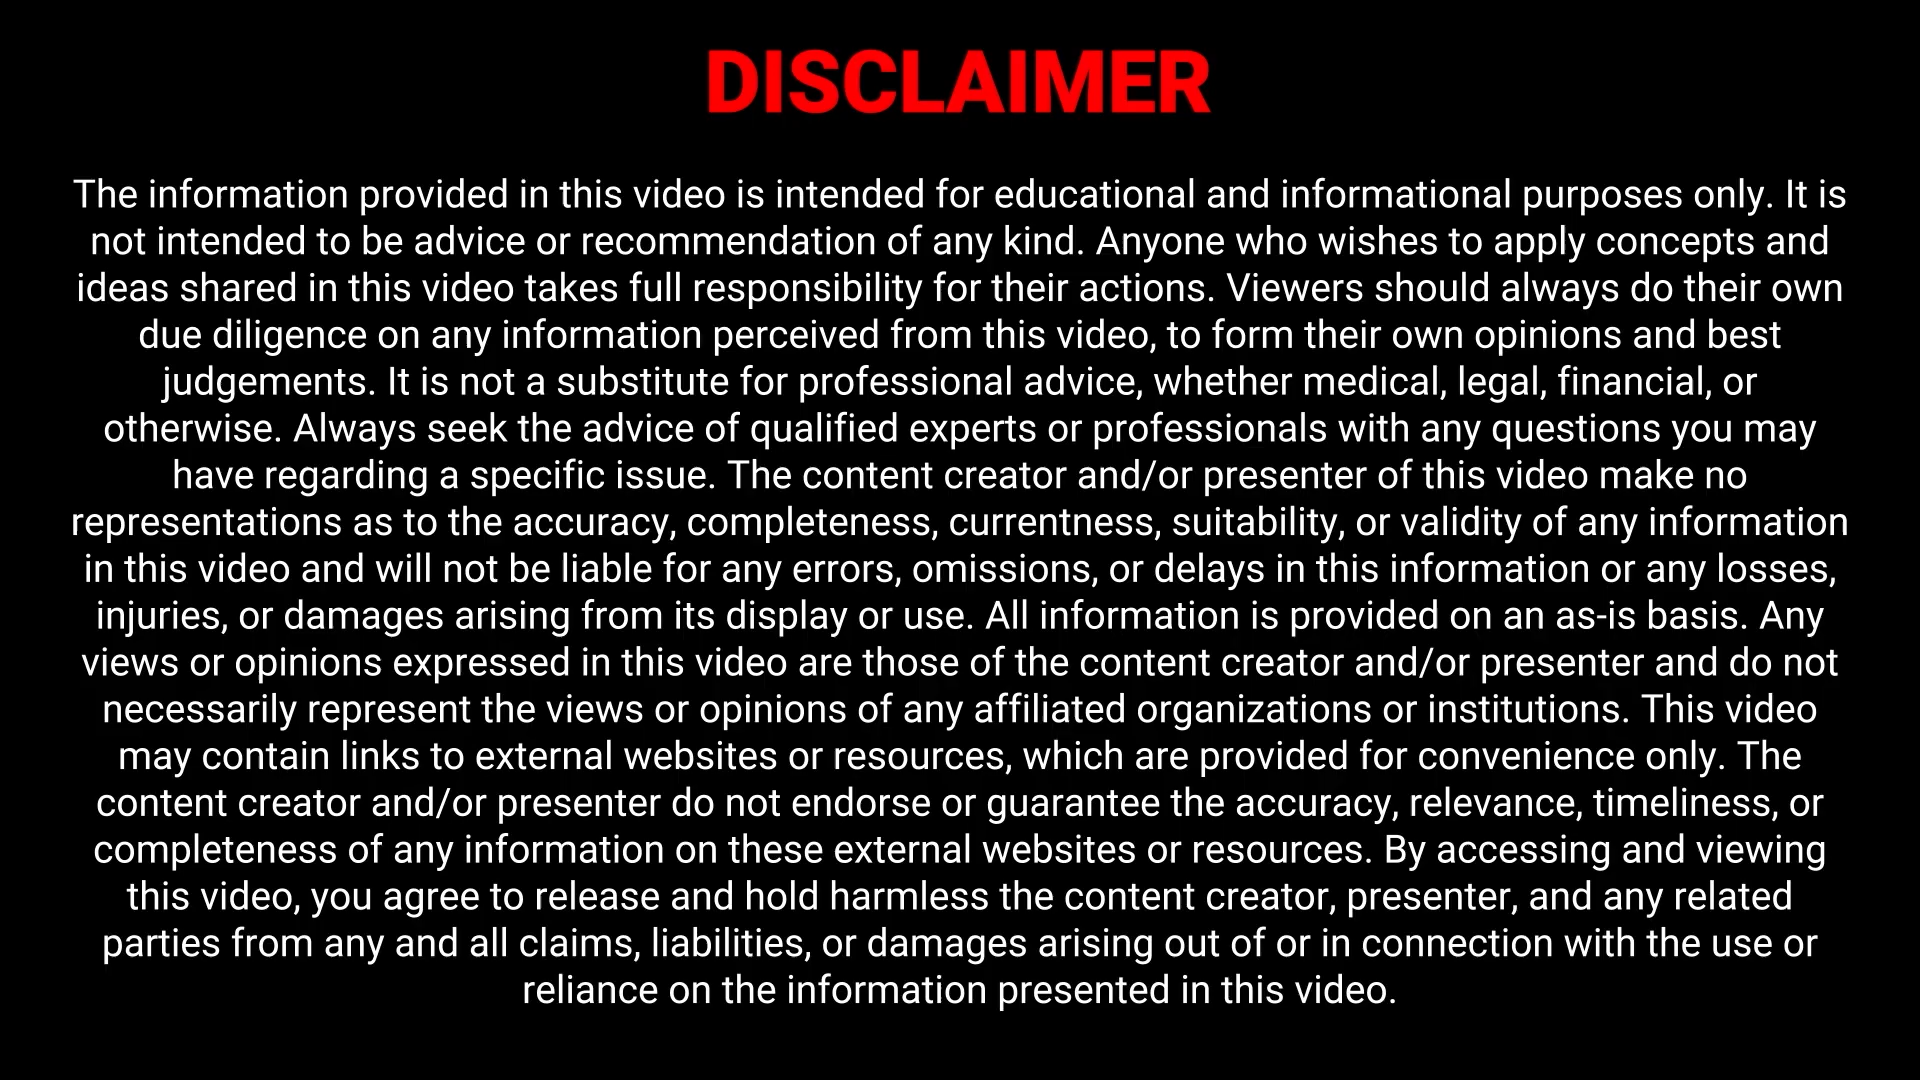 DISCLAIMER
The information provided in this video is intended for educational and informational purposes only. It is
not intended to be advice or recommendation of any kind. Anyone who wishes to apply concepts and
ideas shared in this video takes full responsibility for their actions. Viewers should always do their own
due diligence on any information perceived from this video, to form their own opinions and best
judgements. It is not a substitute for professional advice, whether medical, legal, financial, or
otherwise. Always seek the advice of qualified experts or professionals with any questions you may
have regarding a specific issue. The content creator and/or presenter of this video make no
representations as to the accuracy, completeness, currentness, suitability, or validity of any information
in this video and will not be liable for any errors, omissions, or delays in this information or any losses,
injuries, or damages arising from its display or use. All information is provided on an as-is basis. Any
views or opinions expressed in this video are those of the content creator and/or presenter and do not
necessarily represent the views or opinions of any affiliated organizations or institutions. This video
may contain links to external websites or resources, which are provided for convenience only. The
content creator and/or presenter do not endorse or guarantee the accuracy, relevance, timeliness, or
completeness of any information on these external websites or resources. By accessing and viewing
this video, you agree to release and hold harmless the content creator, presenter, and any related
parties from any and all claims, liabilities, or damages arising out of or in connection with the use or
reliance on the information presented in this video.